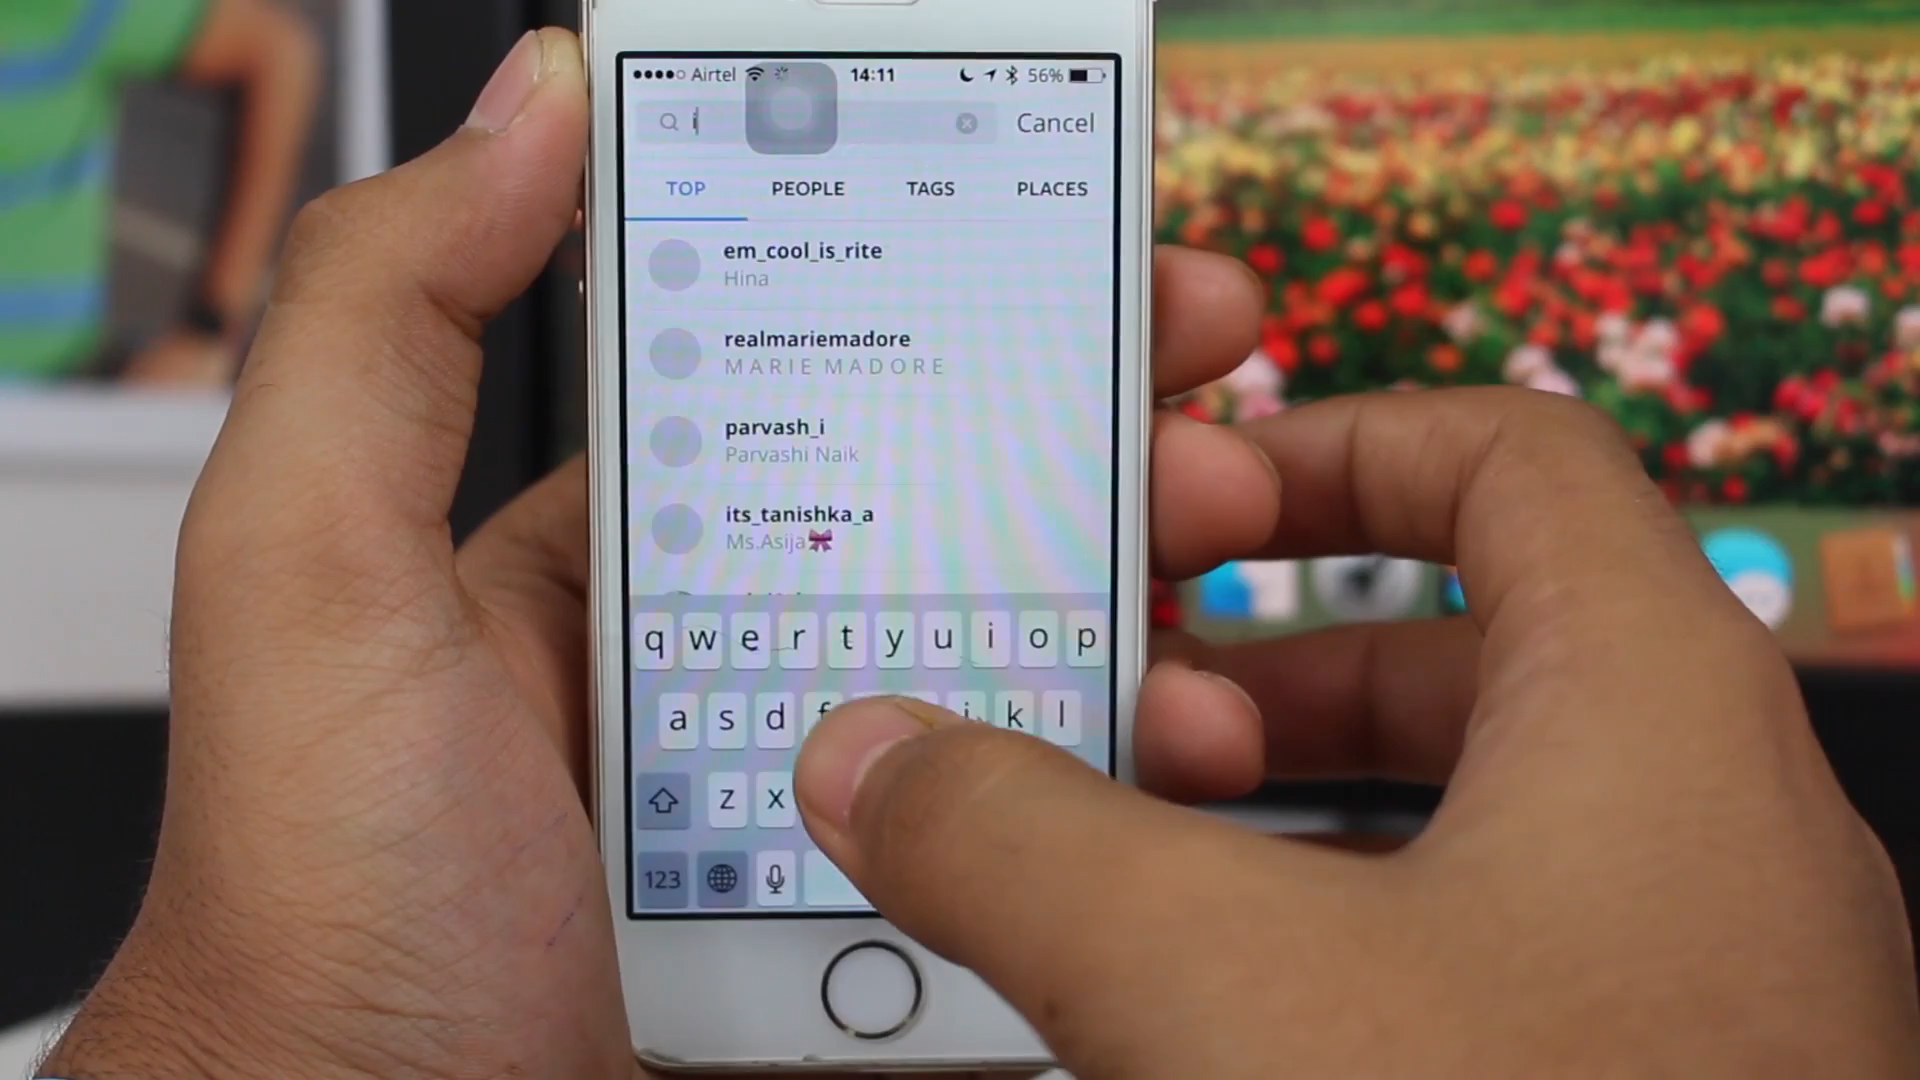 Airtel 14:11 56%
i Cancel
TOP PEOPLE TAGS PLACES
em_cool_is_rite
Hina
realmariemadore
MARIE MADORE
parvash_i
Parvashi Naik
its_tanishka_a
Ms.Asija🎀
q w e r t y u i o p
a s d f j k l
z x
123